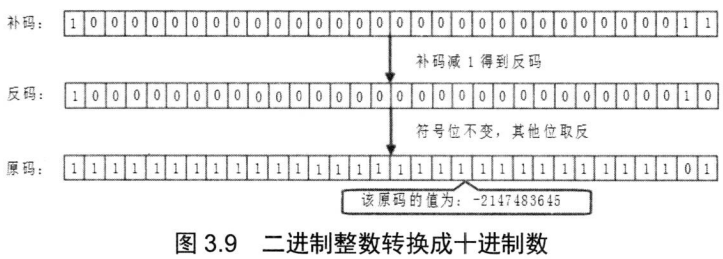 补码: 1 0 0 0 0 0 0 0 0 0 0 0 0 0 0 0 0 0 0 0 0 0 0 0 0 0 0 0 0 0 1 1
补码减 1 得到反码
反码: 1 0 0 0 0 0 0 0 0 0 0 0 0 0 0 0 0 0 0 0 0 0 0 0 0 0 0 0 0 0 1 0
符号位不变，其他位取反
原码: 1 1 1 1 1 1 1 1 1 1 1 1 1 1 1 1 1 1 1 1 1 1 1 1 1 1 1 1 1 1 0 1
该原码的值为: -2147483645
图 3.9 二进制整数转换成十进制数